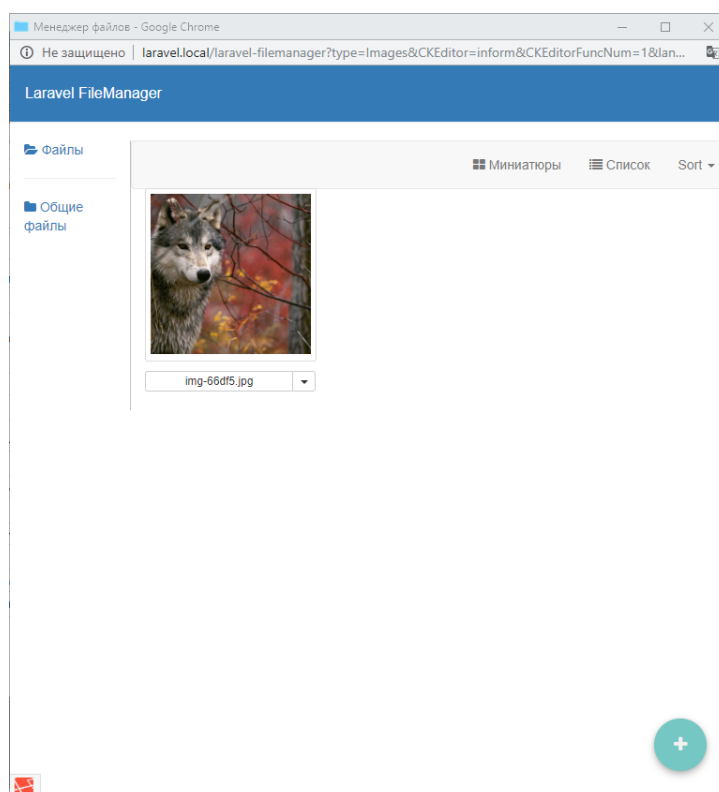 Менеджер файлов - Google Chrome
Не защищено | laravel.local/laravel-filemanager?type=Images&CKEditor=inform&CKEditorFuncNum=1&lan...
Laravel FileManager
Файлы
Миниатюры Список Sort
Общие
файлы
img-66df5.jpg